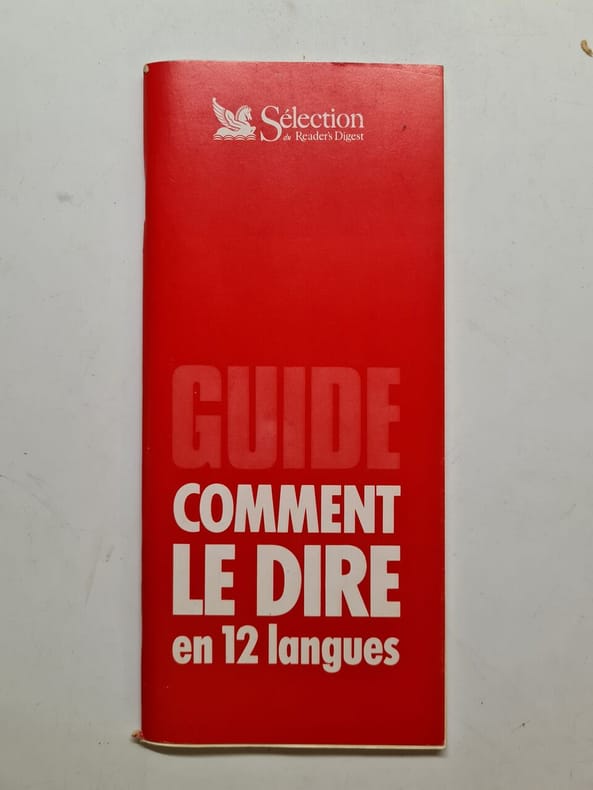 Sélection
du Reader's Digest
GUIDE
COMMENT
LE DIRE
en 12 langues